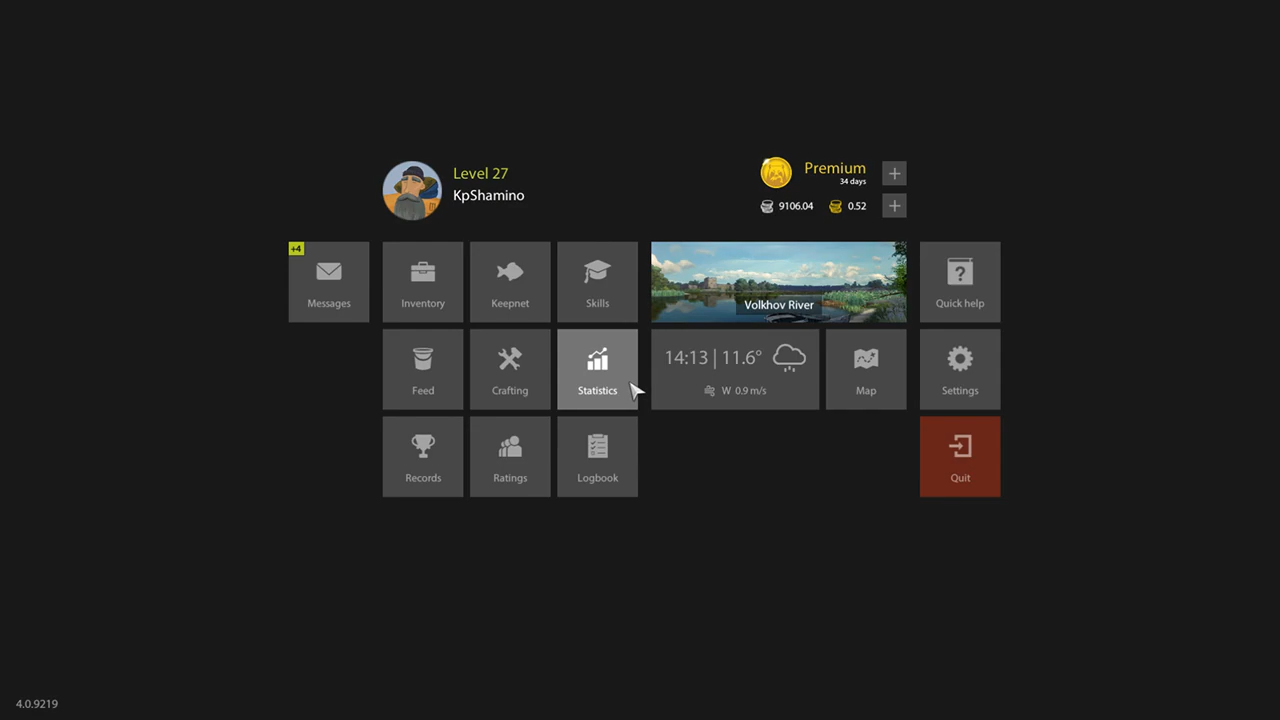 Level 27
KpShamino
Premium
34 days
9106.04
0.52
+4
Messages
Inventory
Keepnet
Skills
Volkhov River
Quick help
Feed
Crafting
Statistics
14:13 | 11.6°
W 0.9 m/s
Map
Settings
Records
Ratings
Logbook
Quit
4.0.9219